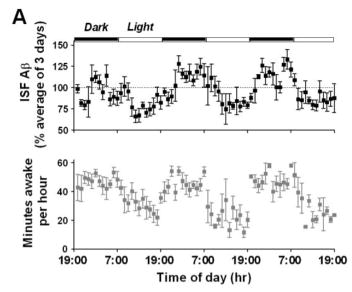 A
Dark Light
ISF Aβ
(% average of 3 days)
150
125
100
75
50
Minutes awake
per hour
60
40
20
0
19:00 7:00 19:00 7:00 19:00 7:00 19:00
Time of day (hr)